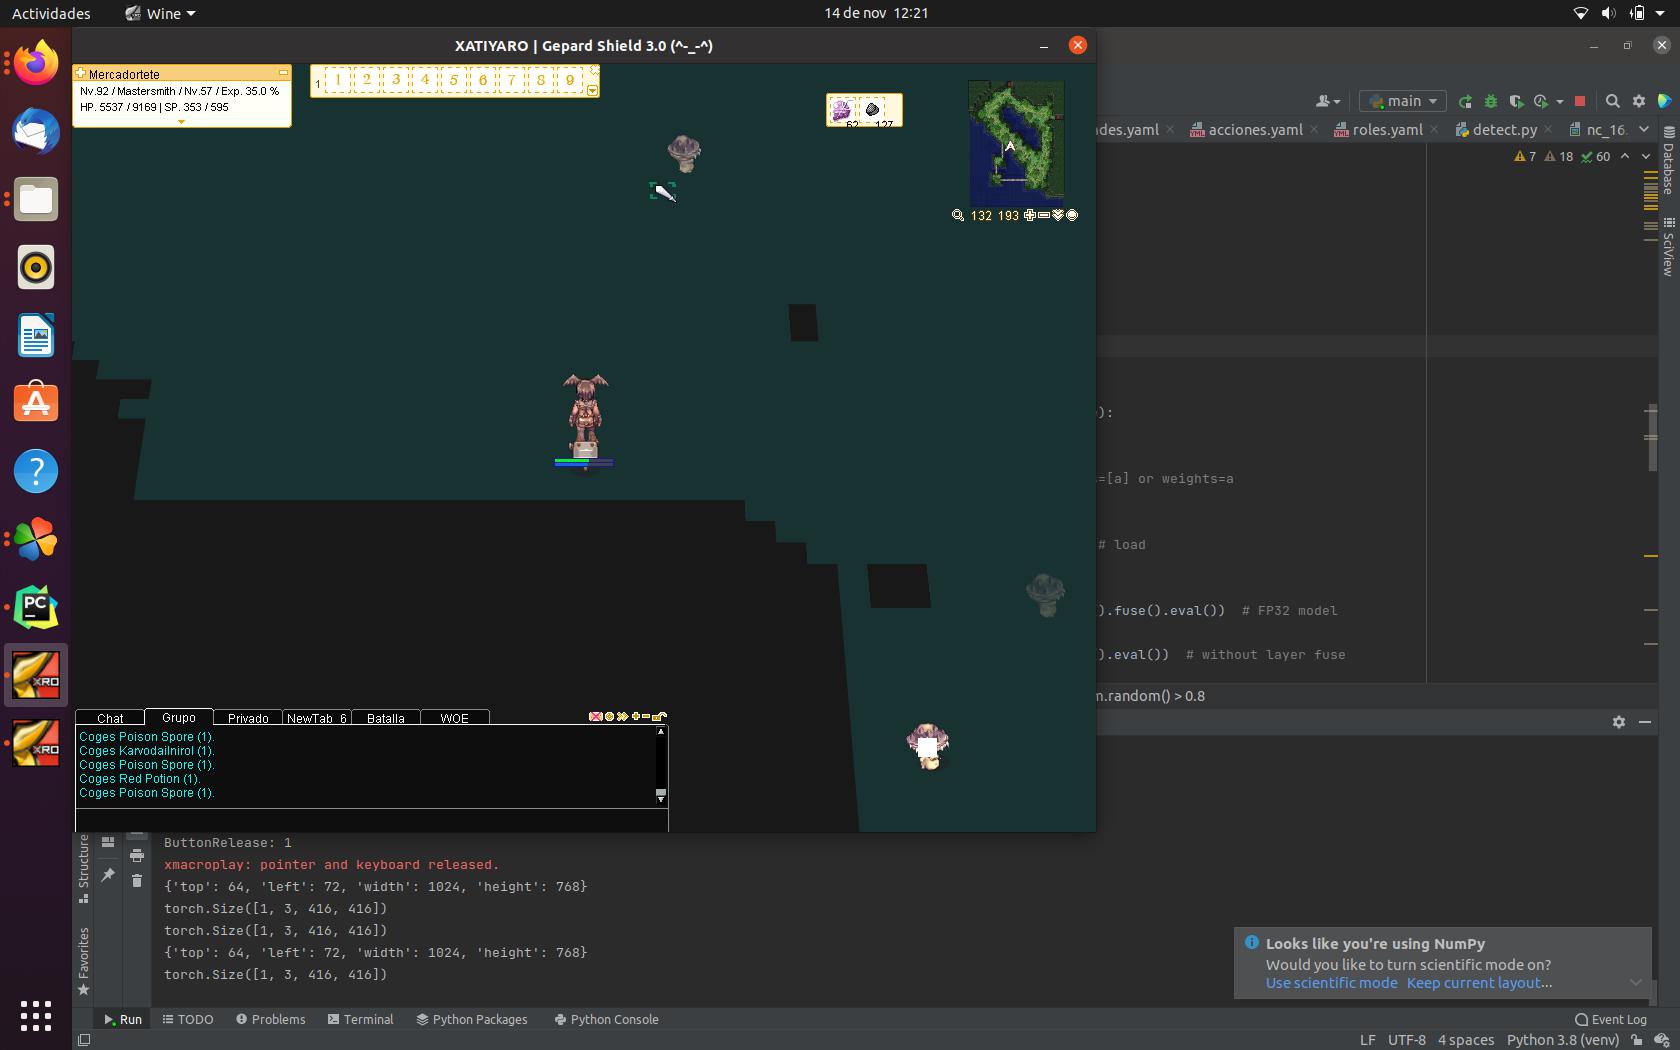 Actividades
Wine
14 de nov 12:21
XATIYARO | Gepard Shield 3.0 (^-_-^)
Mercadortete
Nv.92 / Mastersmith / Nv.57 / Exp. 35.0 %
HP. 5537 / 9169 | SP. 353 / 595
1
1 2 3 4 5 6 7 8 9
62 127
132 193
main
des.yaml
acciones.yaml
roles.yaml
detect.py
nc_16.
7 18 60
Database
SciView
):
=[a] or weights=a
# load
).fuse().eval()) # FP32 model
).eval()) # without layer fuse
m.random() > 0.8
PC
XRO
XRO
Chat Grupo Privado NewTab_6 Batalla WOE
Coges Poison Spore (1).
Coges Karvodailnirol (1).
Coges Poison Spore (1).
Coges Red Potion (1).
Coges Poison Spore (1).
Structure
Favorites
ButtonRelease: 1
xmacroplay: pointer and keyboard released.
{'top': 64, 'left': 72, 'width': 1024, 'height': 768}
torch.Size([1, 3, 416, 416])
torch.Size([1, 3, 416, 416])
{'top': 64, 'left': 72, 'width': 1024, 'height': 768}
torch.Size([1, 3, 416, 416])
Looks like you're using NumPy
Would you like to turn scientific mode on?
Use scientific mode Keep current layout...
Run TODO Problems Terminal Python Packages Python Console
Event Log
LF UTF-8 4 spaces Python 3.8 (venv)